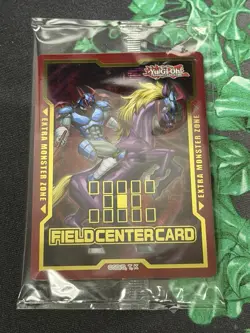 Yu-Gi-Oh!
EXTRA MONSTER ZONE
EXTRA MONSTER ZONE
FIELD CENTER CARD